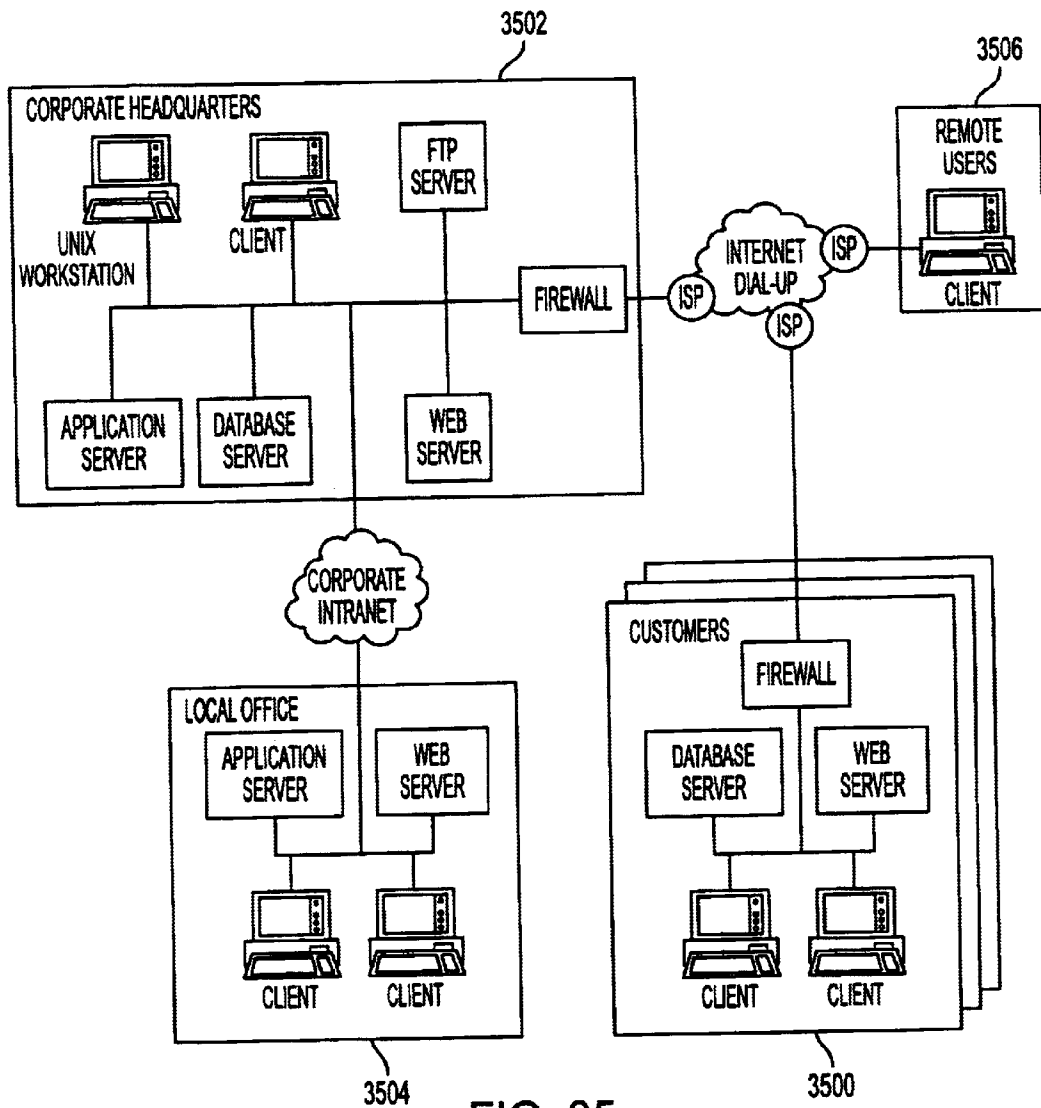 3502
3506
CORPORATE HEADQUARTERS
UNIX
WORKSTATION
CLIENT
FTP
SERVER
FIREWALL
APPLICATION
SERVER
DATABASE
SERVER
WEB
SERVER
ISP
INTERNET
DIAL-UP
ISP
ISP
REMOTE
USERS
CLIENT
CORPORATE
INTRANET
LOCAL OFFICE
APPLICATION
SERVER
WEB
SERVER
CLIENT
CLIENT
3504
CUSTOMERS
FIREWALL
DATABASE
SERVER
WEB
SERVER
CLIENT
CLIENT
3500